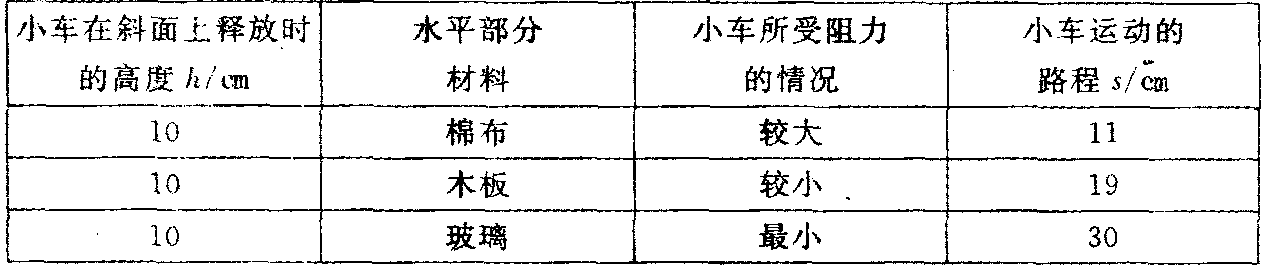 小车在斜面上释放时 水平部分 小车所受阻力 小车运动的
的高度 h/cm 材料 的情况 路程 s/cm
10 棉布 较大 11
10 木板 较小 19
10 玻璃 最小 30